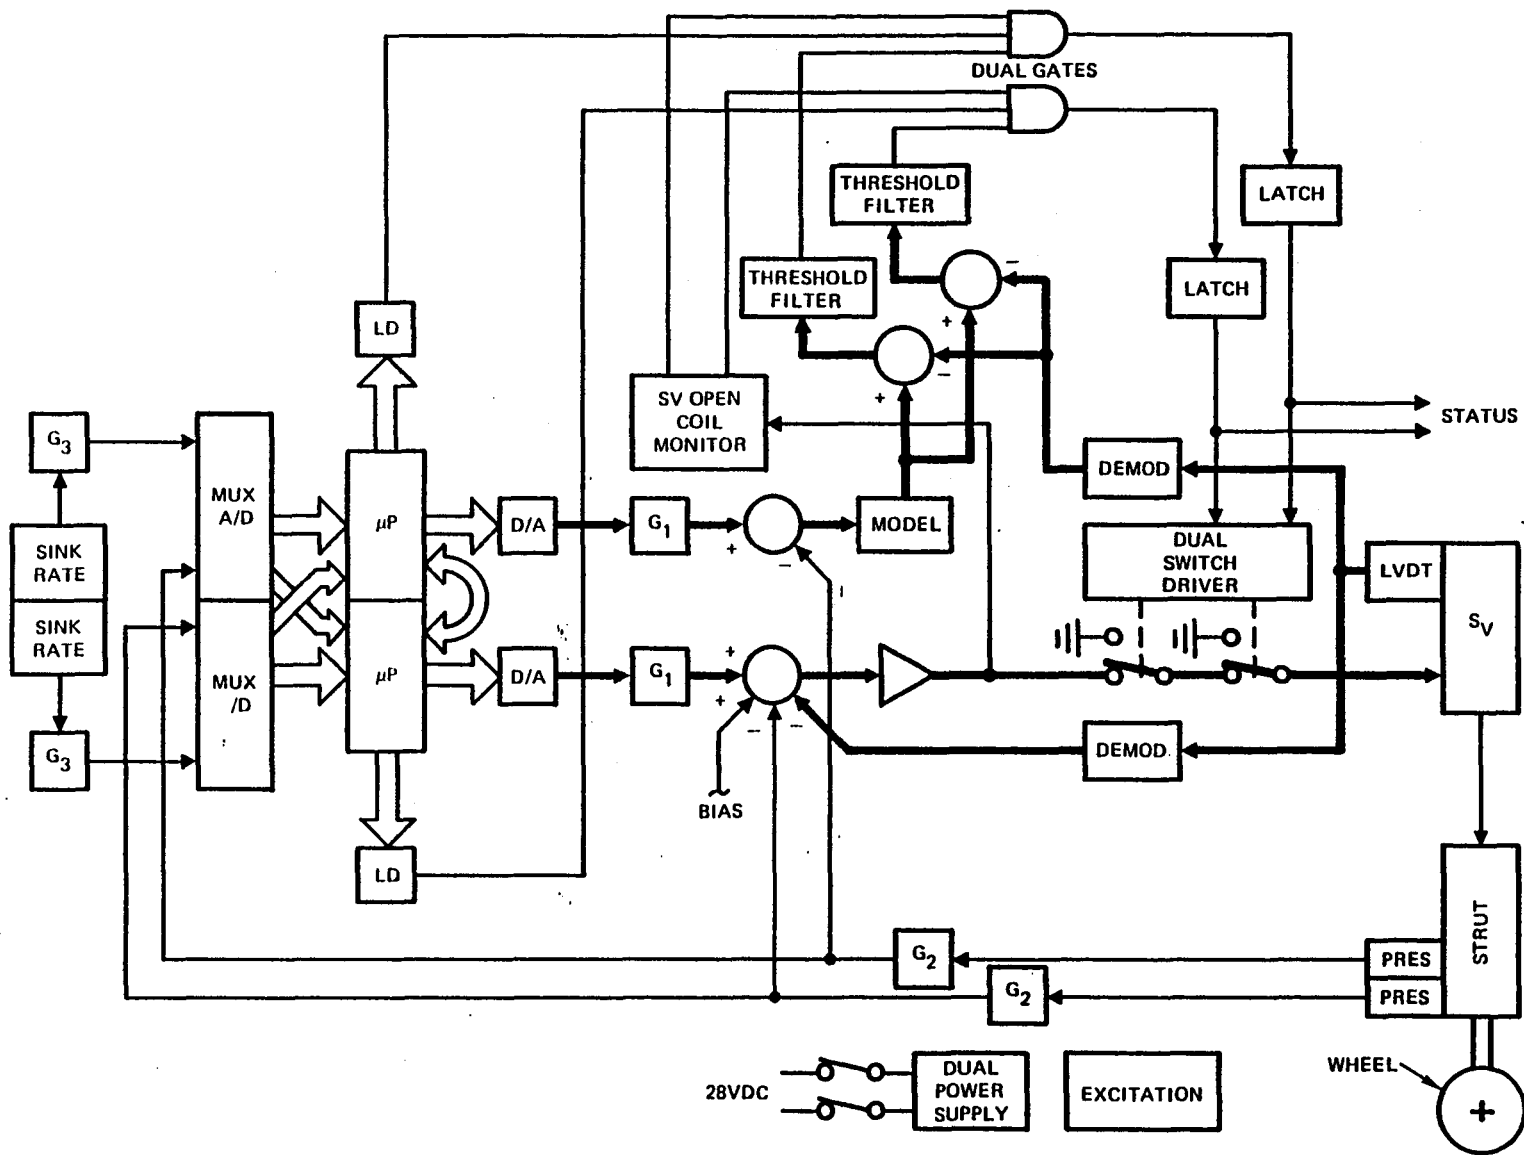 DUAL GATES
THRESHOLD
FILTER
LATCH
THRESHOLD
FILTER
LATCH
LD
SV OPEN
COIL
MONITOR
STATUS
G3
MUX
A/D
DEMOD
µP
D/A
G1
MODEL
DUAL
SWITCH
DRIVER
SINK
RATE
LVDT
SV
SINK
RATE
MUX
/D
µP
D/A
G1
G3
DEMOD
BIAS
LD
STRUT
G2
PRES
G2
PRES
28VDC
DUAL
POWER
SUPPLY
EXCITATION
WHEEL